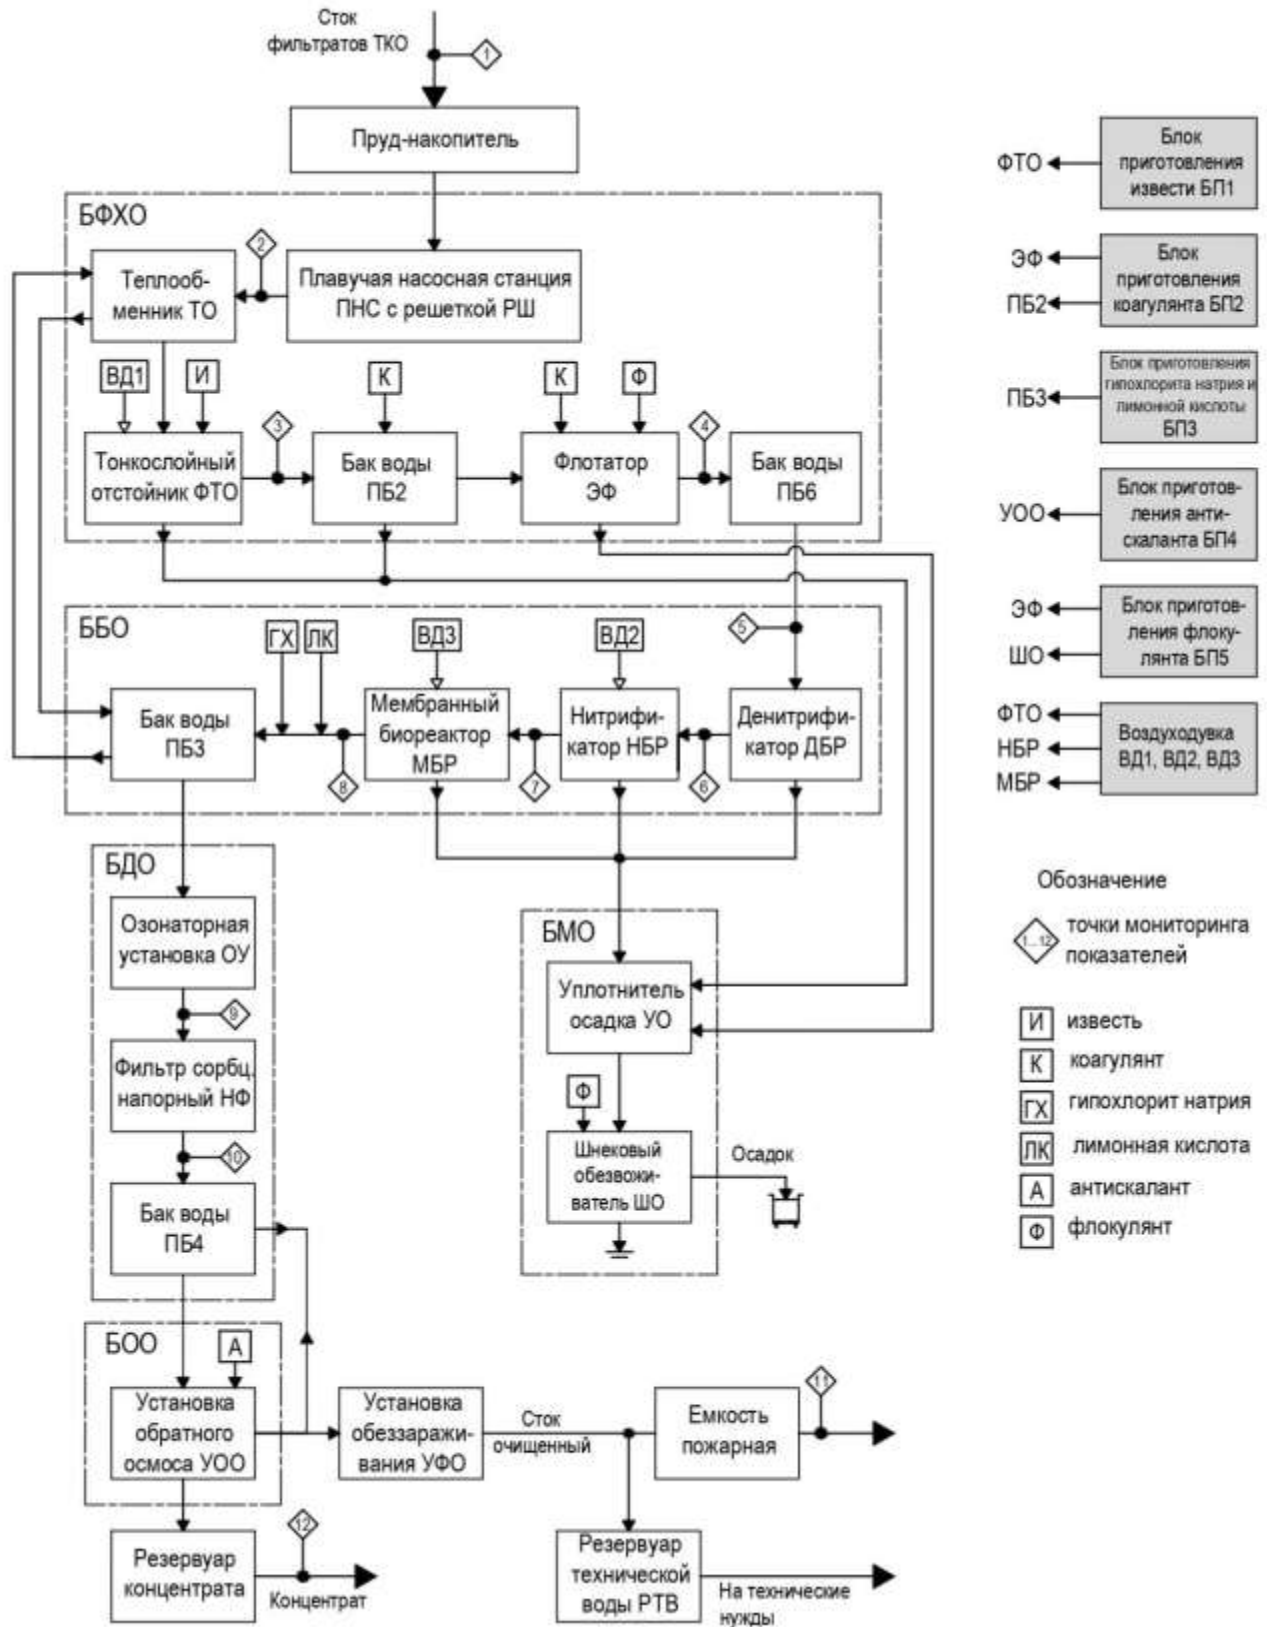 Сток
фильтратов ТКО
1
Пруд-накопитель
БФХО
2
Теплооб-
менник ТО
Плавучая насосная станция
ПНС с решеткой РШ
ВД1
И
К
К
Ф
3
4
Тонкослойный
отстойник ФТО
Бак воды
ПБ2
Флотатор
ЭФ
Бак воды
ПБ6
ББО
ГХ
ЛК
ВД3
ВД2
5
Бак воды
ПБ3
Мембранный
биореактор
МБР
Нитрифи-
катор НБР
Денитрифи-
катор ДБР
8
7
6
БДО
Озонаторная
установка ОУ
9
Фильтр сорбц.
напорный НФ
10
Бак воды
ПБ4
БМО
Уплотнитель
осадка УО
Ф
Шнековый
обезвожи-
ватель ШО
Осадок
БОО
А
Установка
обратного
осмоса УОО
Установка
обеззаражи-
вания УФО
Сток
очищенный
Емкость
пожарная
11
Резервуар
концентрата
12
Концентрат
Резервуар
технической
воды РТВ
На технические
нужды
ФТО
Блок
приготовления
извести БП1
ЭФ
ПБ2
Блок
приготовления
коагулянта БП2
ПБ3
Блок приготовления
гипохлорита натрия и
лимонной кислоты
БП3
УОО
Блок приготов-
ления анти-
скаланта БП4
ЭФ
ШО
Блок приготов-
ления флоку-
лянта БП5
ФТО
НБР
МБР
Воздуходувка
ВД1, ВД2, ВД3
Обозначение
1...12
точки мониторинга
показателей
И известь
К коагулянт
ГХ гипохлорит натрия
ЛК лимонная кислота
А антискалант
Ф флокулянт